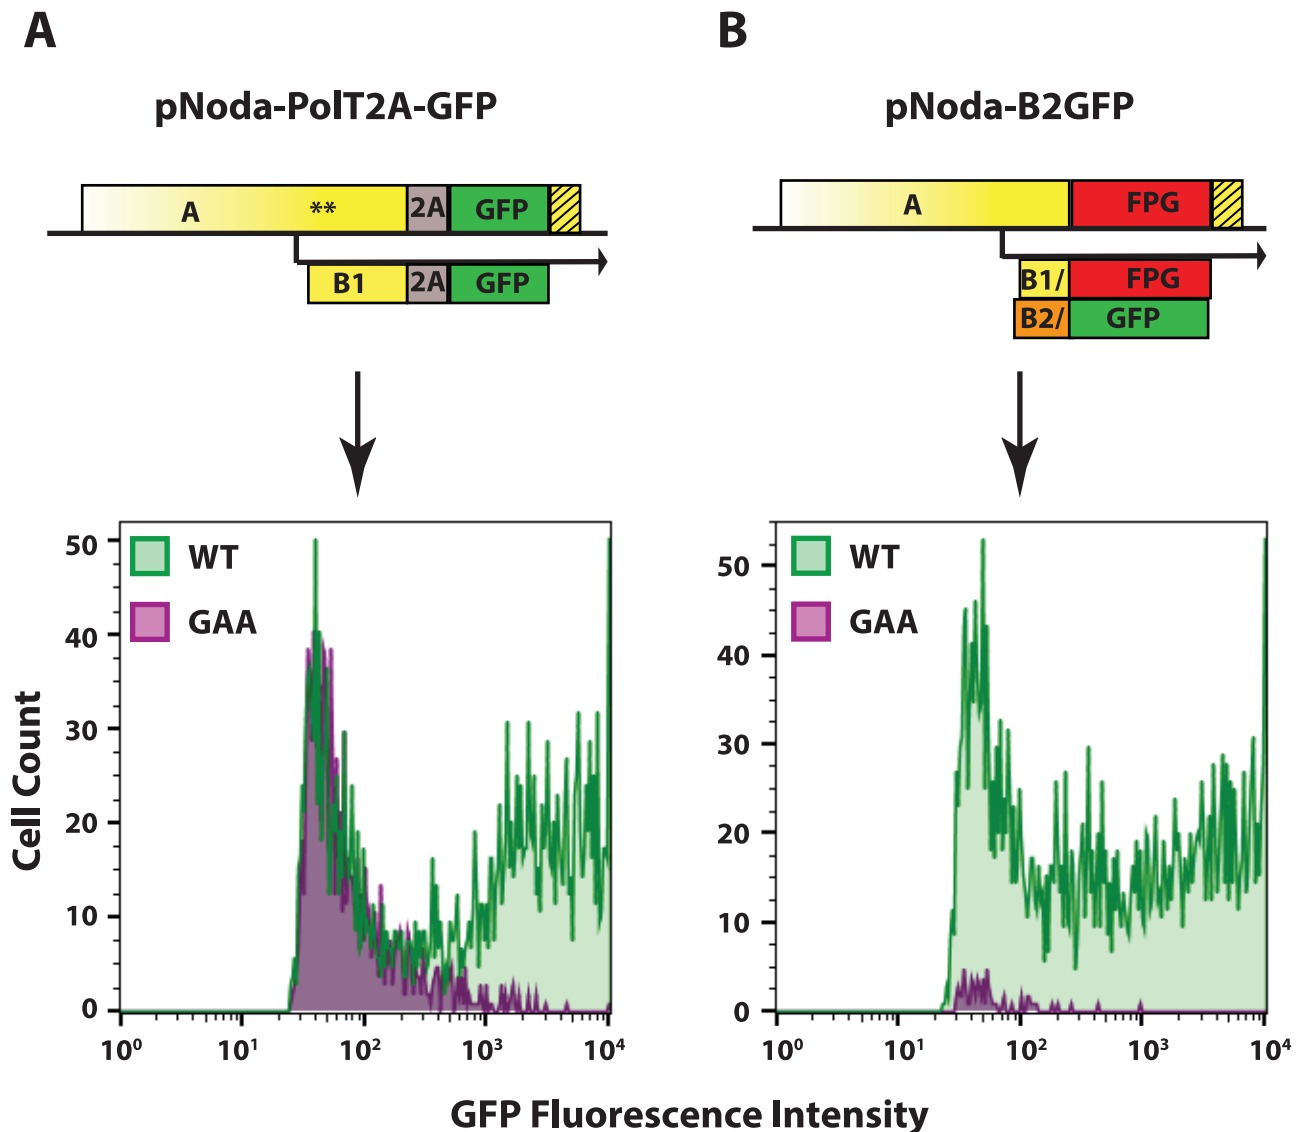 A
B
pNoda-PolT2A-GFP
pNoda-B2GFP
A ** 2A GFP
B1 2A GFP
A FPG
B1/ FPG
B2/ GFP
WT
GAA
50
40
30
20
10
0
10⁰ 10¹ 10² 10³ 10⁴
WT
GAA
50
40
30
20
10
0
10⁰ 10¹ 10² 10³ 10⁴
Cell Count
GFP Fluorescence Intensity